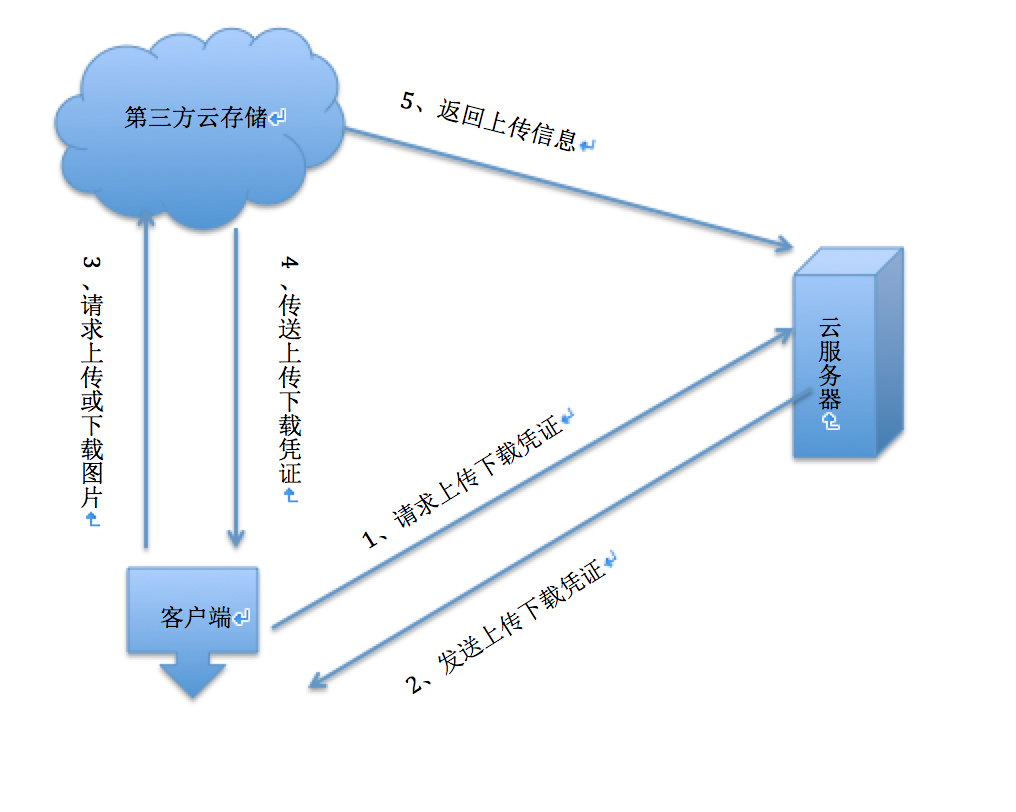 第三方云存储
5、返回上传信息
3、请求上传或下载图片
4、传送上传下载凭证
云服务器
1、请求上传下载凭证
2、发送上传下载凭证
客户端